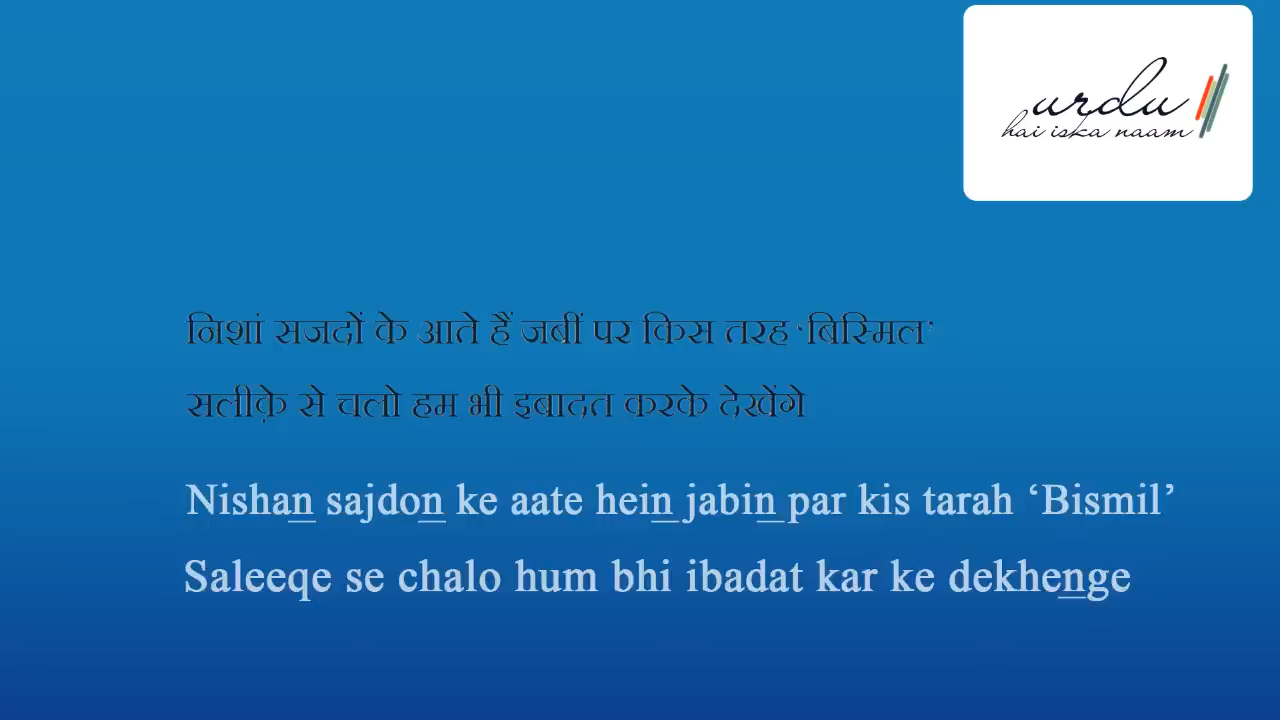 urdu
hai iska naam
निशां सजदों के आते हैं जबीं पर किस तरह ‘बिस्मिल’
सलीक़े से चलो हम भी इबादत करके देखेंगे
Nishan sajdon ke aate hein jabin par kis tarah ‘Bismil’
Saleeqe se chalo hum bhi ibadat kar ke dekhenge